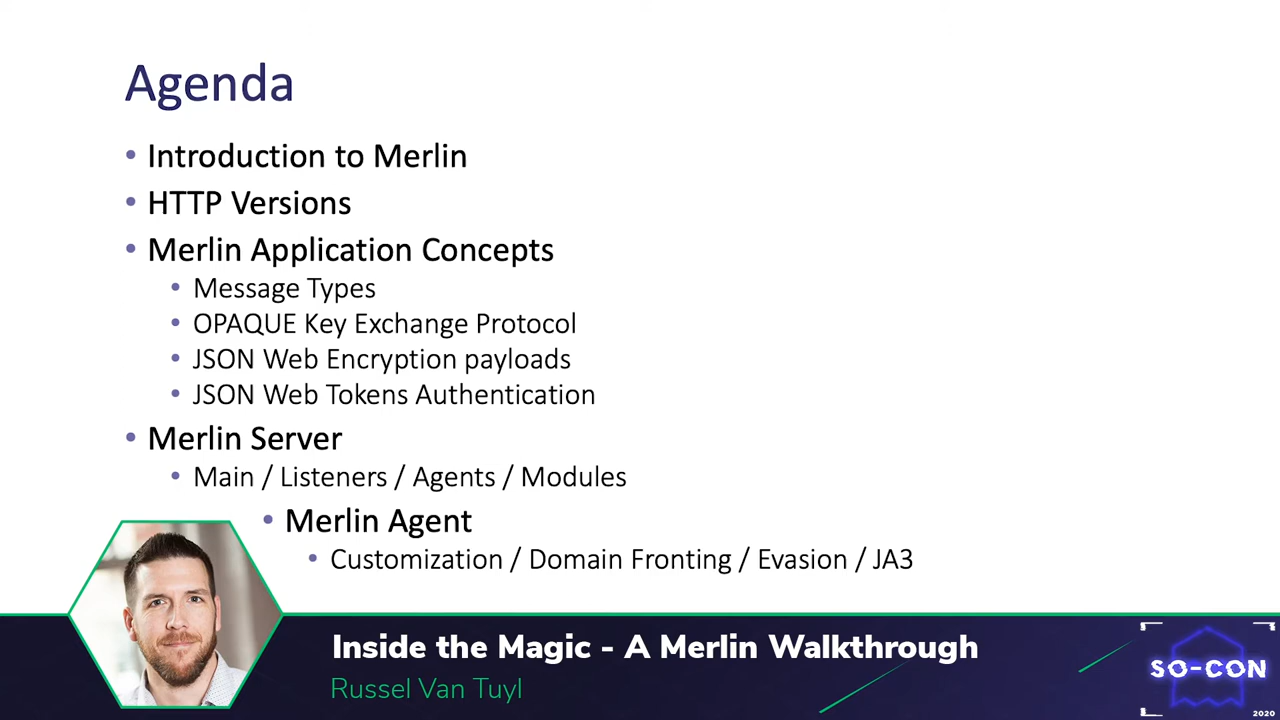 Agenda
• Introduction to Merlin
• HTTP Versions
• Merlin Application Concepts
• Message Types
• OPAQUE Key Exchange Protocol
• JSON Web Encryption payloads
• JSON Web Tokens Authentication
• Merlin Server
• Main / Listeners / Agents / Modules
• Merlin Agent
• Customization / Domain Fronting / Evasion / JA3
Inside the Magic - A Merlin Walkthrough
Russel Van Tuyl
SO-CON
2020